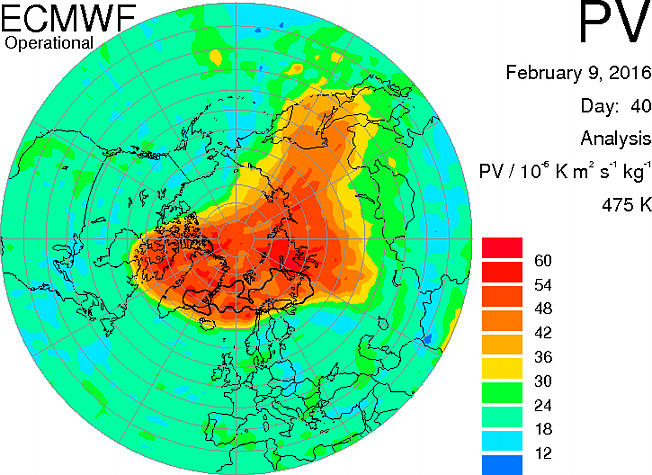 ECMWF
Operational
PV
February 9, 2016
Day: 40
Analysis
PV / 10⁻⁶ K m² s⁻¹ kg⁻¹
475 K
60
54
48
42
36
30
24
18
12